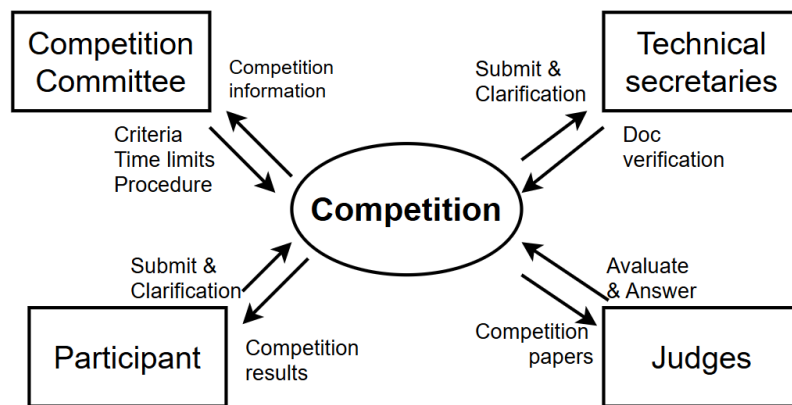 Competition
Committee
Competition
information
Submit &
Clarification
Technical
secretaries
Criteria
Time limits
Procedure
Doc
verification
Competition
Submit &
Clarification
Avaluate
& Answer
Participant
Competition
results
Competition
papers
Judges